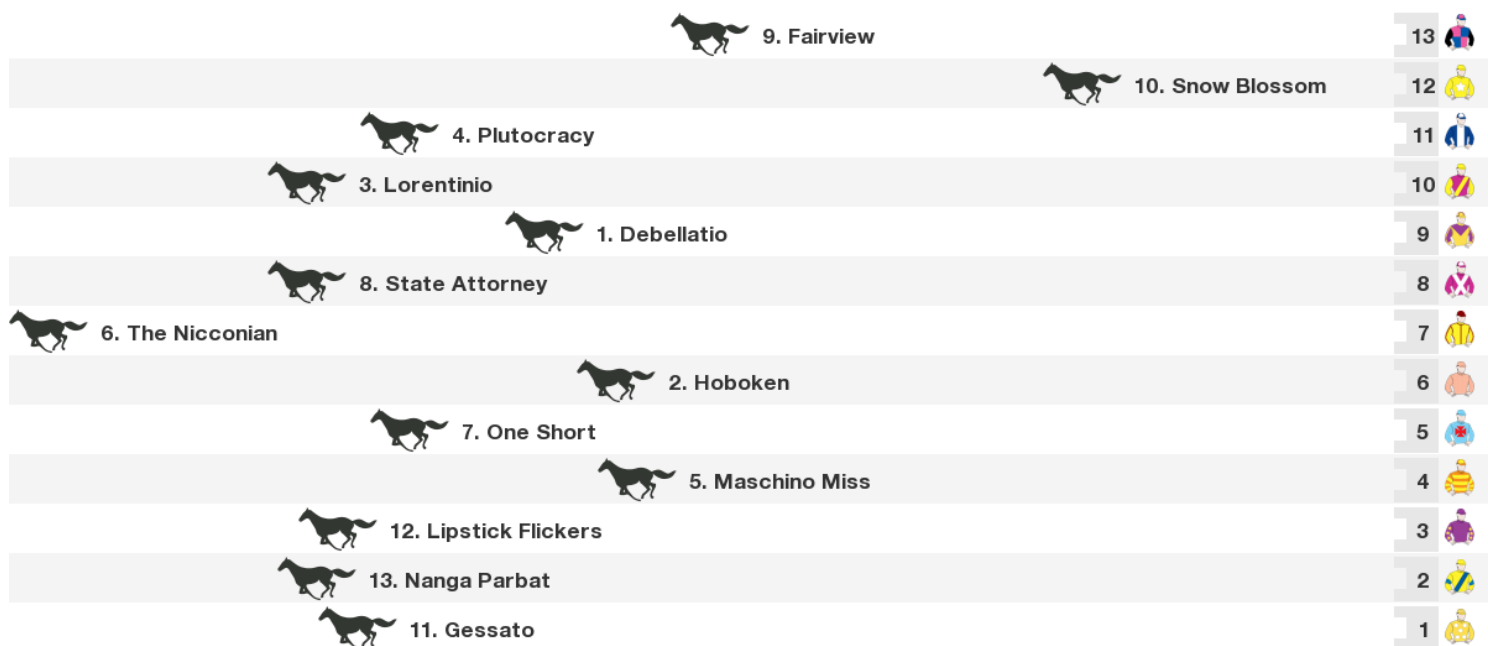 9. Fairview 13
10. Snow Blossom 12
4. Plutocracy 11
3. Lorentinio 10
1. Debellatio 9
8. State Attorney 8
6. The Nicconian 7
2. Hoboken 6
7. One Short 5
5. Maschino Miss 4
12. Lipstick Flickers 3
13. Nanga Parbat 2
11. Gessato 1